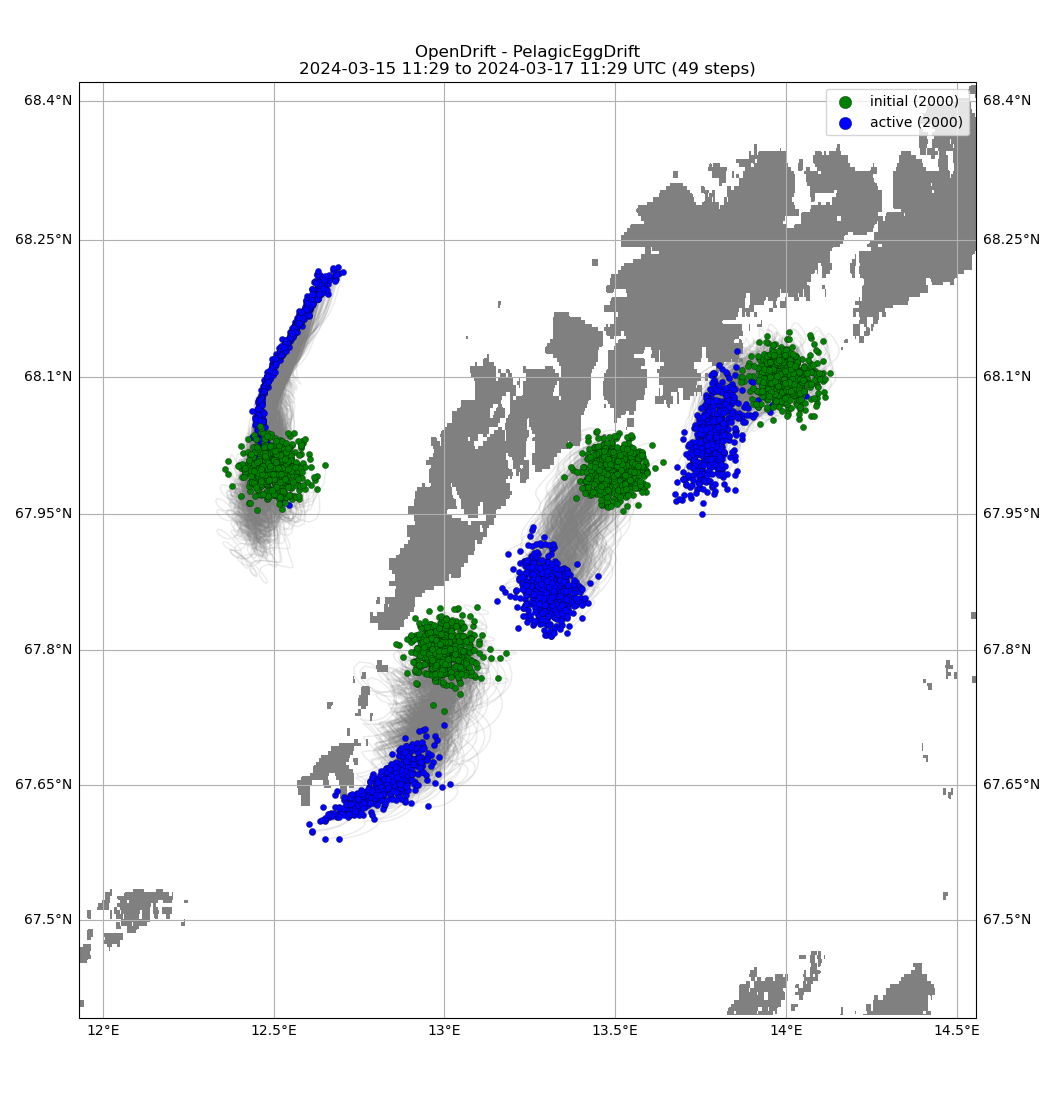 OpenDrift - PelagicEggDrift
2024-03-15 11:29 to 2024-03-17 11:29 UTC (49 steps)
initial (2000)
active (2000)
68.4°N
68.4°N
68.25°N
68.25°N
68.1°N
68.1°N
67.95°N
67.95°N
67.8°N
67.8°N
67.65°N
67.65°N
67.5°N
67.5°N
12°E
12.5°E
13°E
13.5°E
14°E
14.5°E